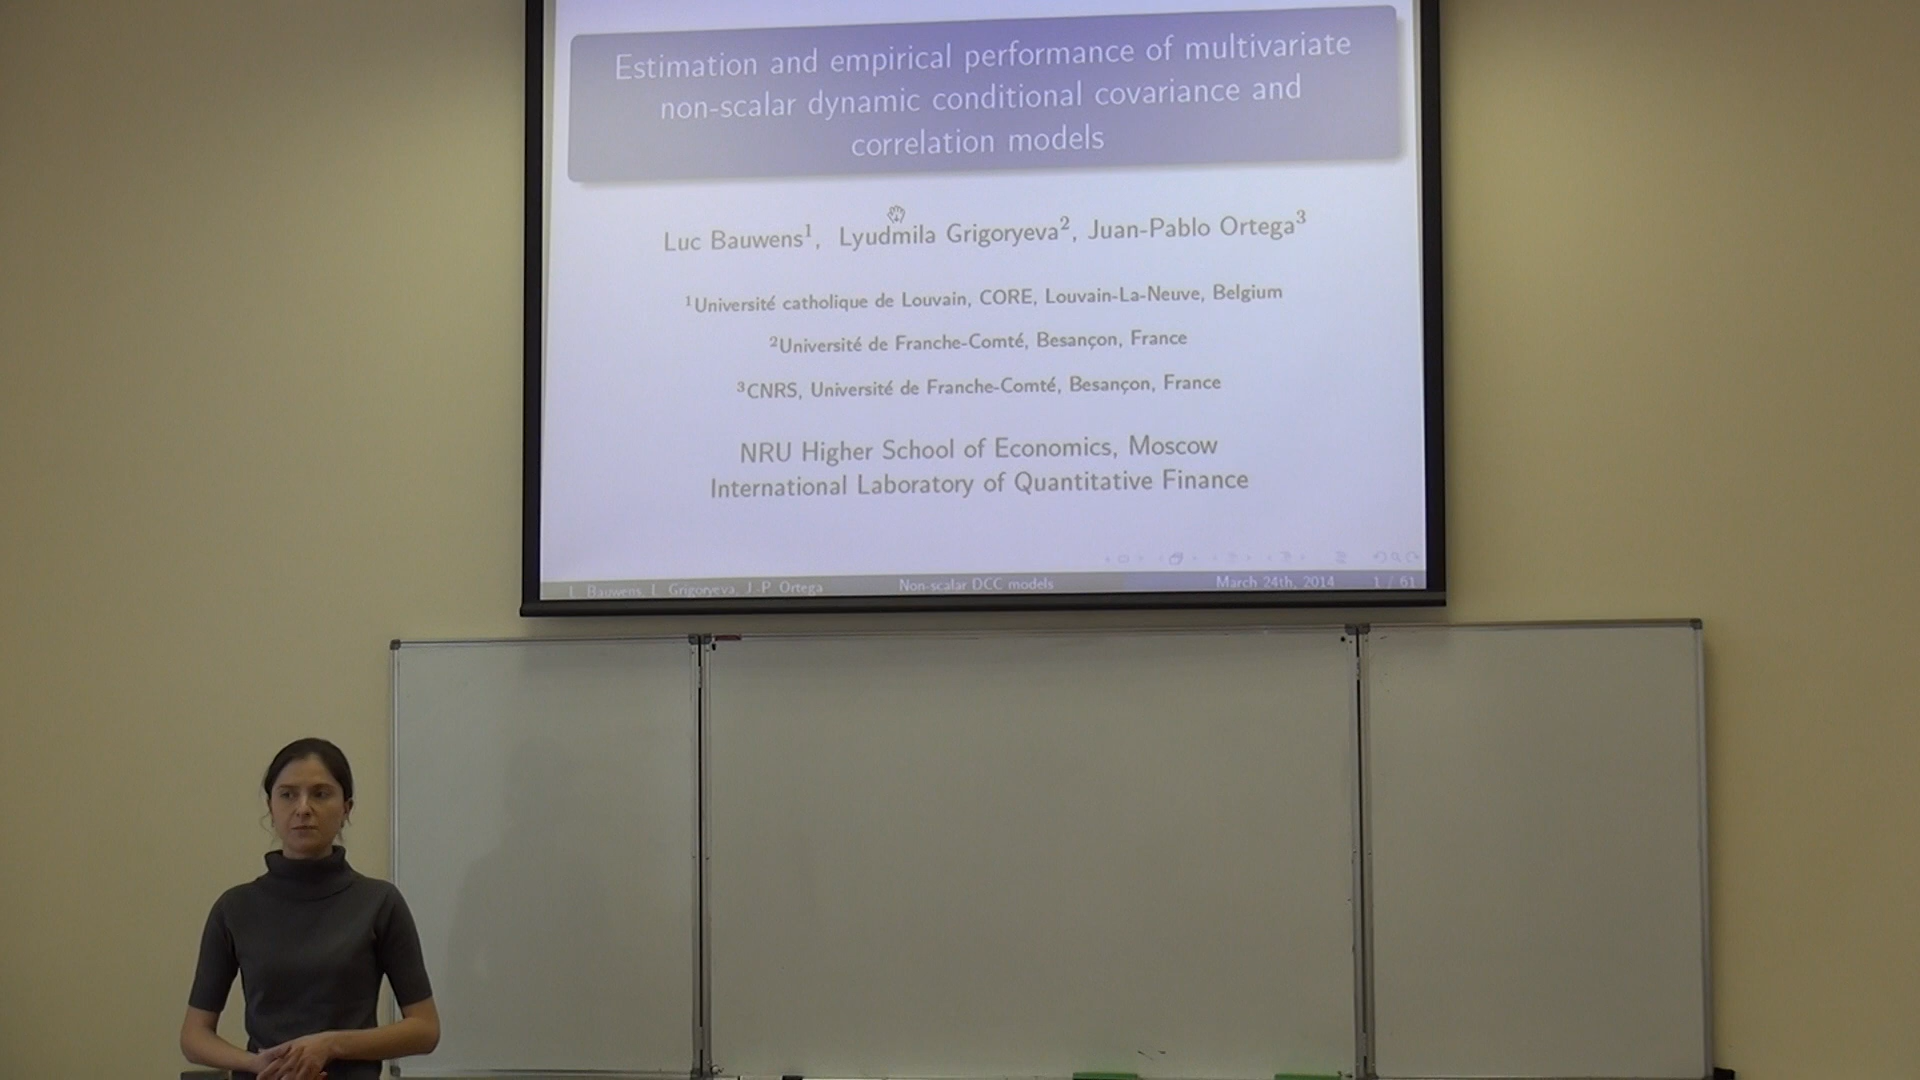 Estimation and empirical performance of multivariate
non-scalar dynamic conditional covariance and
correlation models
Luc Bauwens¹, Lyudmila Grigoryeva², Juan-Pablo Ortega³
¹Université catholique de Louvain, CORE, Louvain-La-Neuve, Belgium
²Université de Franche-Comté, Besançon, France
³CNRS, Université de Franche-Comté, Besançon, France
NRU Higher School of Economics, Moscow
International Laboratory of Quantitative Finance
L. Bauwens, L. Grigoryeva, J.-P. Ortega Non-scalar DCC models March 24th, 2014 1 / 61